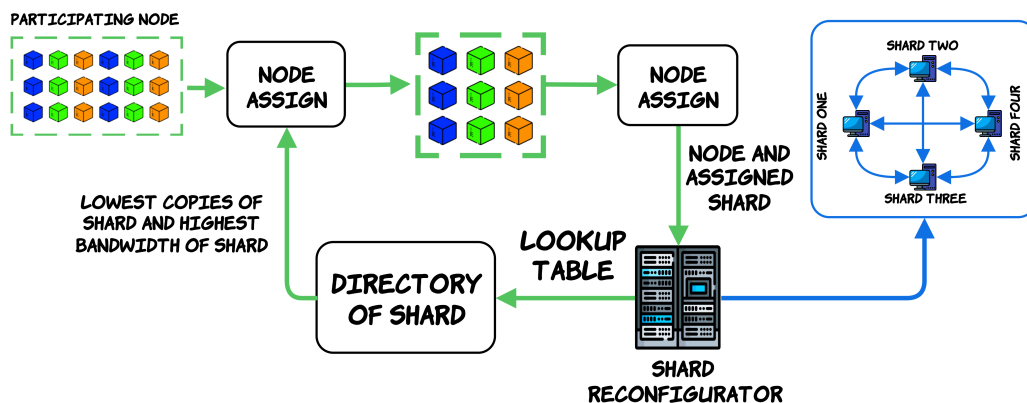 PARTICIPATING NODE
NODE
ASSIGN
NODE
ASSIGN
SHARD TWO
SHARD ONE
SHARD FOUR
SHARD THREE
NODE AND
ASSIGNED
SHARD
LOWEST COPIES OF
SHARD AND HIGHEST
BANDWIDTH OF SHARD
LOOKUP
TABLE
DIRECTORY
OF SHARD
SHARD
RECONFIGURATOR